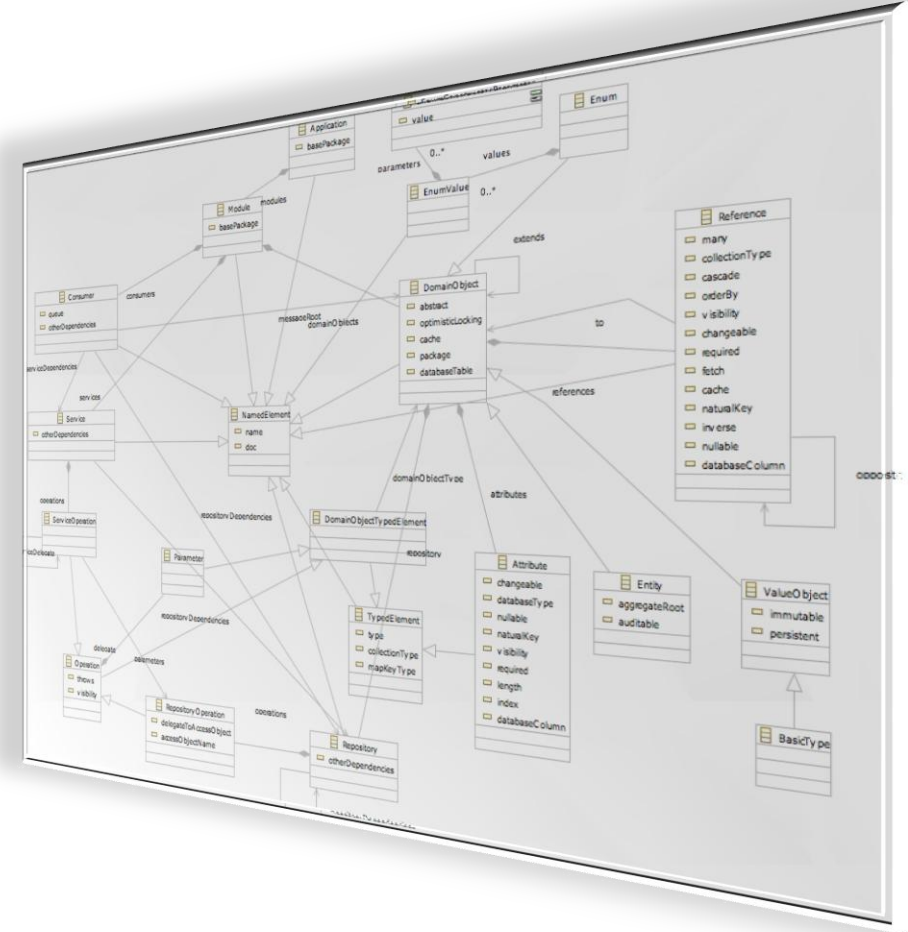 Application
basePackage
value
Enum
0..*
values
parameters
EnumValue
0..*
Module
modules
basePackage
Reference
many
collectionType
cascade
orderBy
visibility
changeable
required
fetch
cache
naturalKey
inverse
nullable
databaseColumn
extends
DomainObject
abstract
optimisticLocking
cache
package
databaseTable
Consumer
queue
otherDependencies
consumers
messageRoot
domainObjects
to
references
services
Service
otherDependencies
NamedElement
name
doc
domainObjectType
attributes
operations
repositoryDependencies
DomainObjectTypedElement
repository
ServiceOperation
Parameter
Attribute
changeable
databaseType
nullable
naturalKey
visibility
required
length
index
databaseColumn
Entity
aggregateRoot
auditable
ValueObject
immutable
persistent
TypedElement
type
collectionType
mapKeyType
repositoryDependencies
delegate
parameters
Operation
throws
visibility
RepositoryOperation
delegateToAccessObject
accessObjectName
operations
Repository
otherDependencies
BasicType